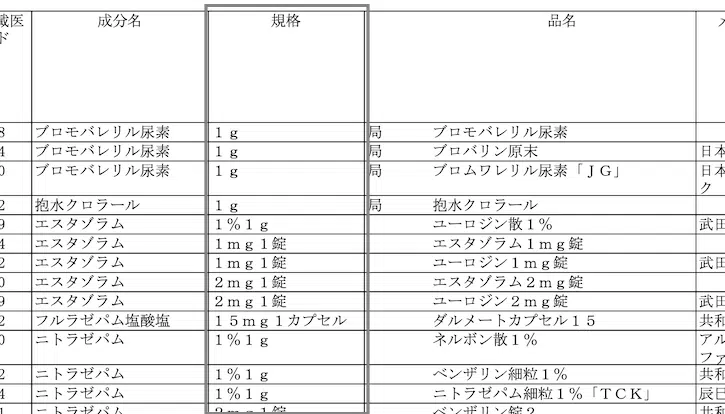 成分名 規格 品名
ド
8 ブロモバレリル尿素 1g 局 ブロモバレリル尿素
4 ブロモバレリル尿素 1g 局 ブロバリン原末 日本
0 ブロモバレリル尿素 1g 局 ブロムワレリル尿素「JG」 日本
ク
2 抱水クロラール 1g 局 抱水クロラール
9 エスタゾラム 1%1g ユーロジン散1% 武田
4 エスタゾラム 1mg1錠 エスタゾラム1mg錠
2 エスタゾラム 1mg1錠 ユーロジン1mg錠 武田
0 エスタゾラム 2mg1錠 エスタゾラム2mg錠
9 エスタゾラム 2mg1錠 ユーロジン2mg錠 武田
2 フルラゼパム塩酸塩 15mg1カプセル ダルメートカプセル15 共和
0 ニトラゼパム 1%1g ネルボン散1% アル
ファ
2 ニトラゼパム 1%1g ベンザリン細粒1% 共和
4 ニトラゼパム 1%1g ニトラゼパム細粒1%「TCK」 辰巳
ニトラゼパム 2mg1錠 ベンザリン錠2 共和